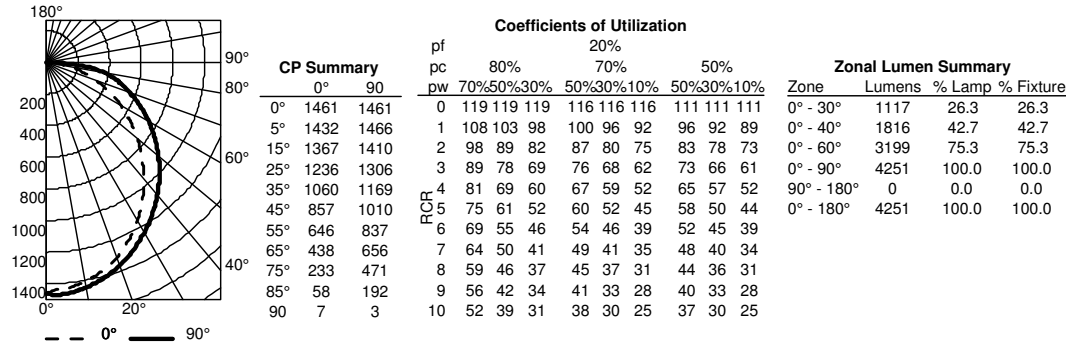 180°
90°
80°
60°
40°
20°
0°
200
400
600
800
1000
1200
1400
0° 90°
CP Summary
0° 90
0° 1461 1461
5° 1432 1466
15° 1367 1410
25° 1236 1306
35° 1060 1169
45° 857 1010
55° 646 837
65° 438 656
75° 233 471
85° 58 192
90 7 3
Coefficients of Utilization
pf 20%
pc 80% 70% 50%
pw 70%50%30% 50%30%10% 50%30%10%
RCR
0 119 119 119 116 116 116 111 111 111
1 108 103 98 100 96 92 96 92 89
2 98 89 82 87 80 75 83 78 73
3 89 78 69 76 68 62 73 66 61
4 81 69 60 67 59 52 65 57 52
5 75 61 52 60 52 45 58 50 44
6 69 55 46 54 46 39 52 45 39
7 64 50 41 49 41 35 48 40 34
8 59 46 37 45 37 31 44 36 31
9 56 42 34 41 33 28 40 33 28
10 52 39 31 38 30 25 37 30 25
Zonal Lumen Summary
Zone Lumens % Lamp % Fixture
0° - 30° 1117 26.3 26.3
0° - 40° 1816 42.7 42.7
0° - 60° 3199 75.3 75.3
0° - 90° 4251 100.0 100.0
90° - 180° 0 0.0 0.0
0° - 180° 4251 100.0 100.0